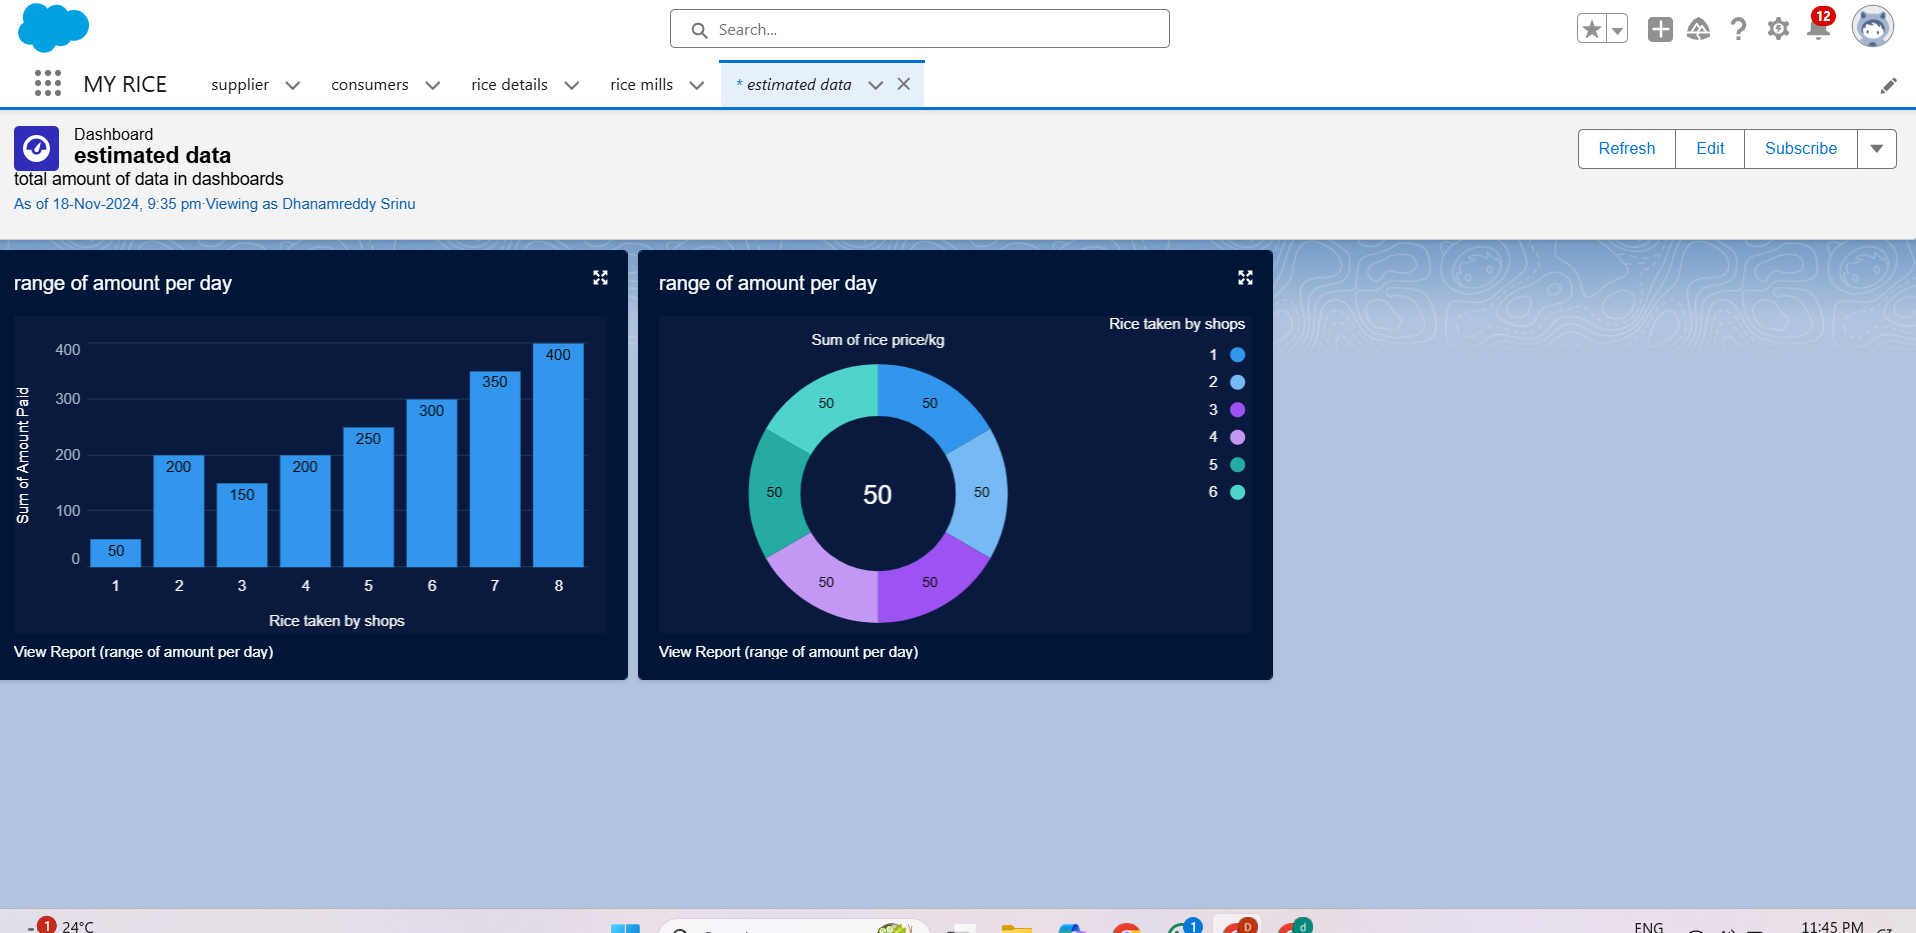 Search...
12
MY RICE
supplier
consumers
rice details
rice mills
* estimated data
Dashboard
estimated data
total amount of data in dashboards
As of 18-Nov-2024, 9:35 pm·Viewing as Dhanamreddy Srinu
Refresh
Edit
Subscribe
range of amount per day
Sum of Amount Paid
400
300
200
100
0
50
200
150
200
250
300
350
400
1
2
3
4
5
6
7
8
Rice taken by shops
View Report (range of amount per day)
range of amount per day
Sum of rice price/kg
Rice taken by shops
1
2
3
4
5
6
50
50
50
50
50
50
50
View Report (range of amount per day)
1
24°C
1
D
d
ENG
11:45 PM